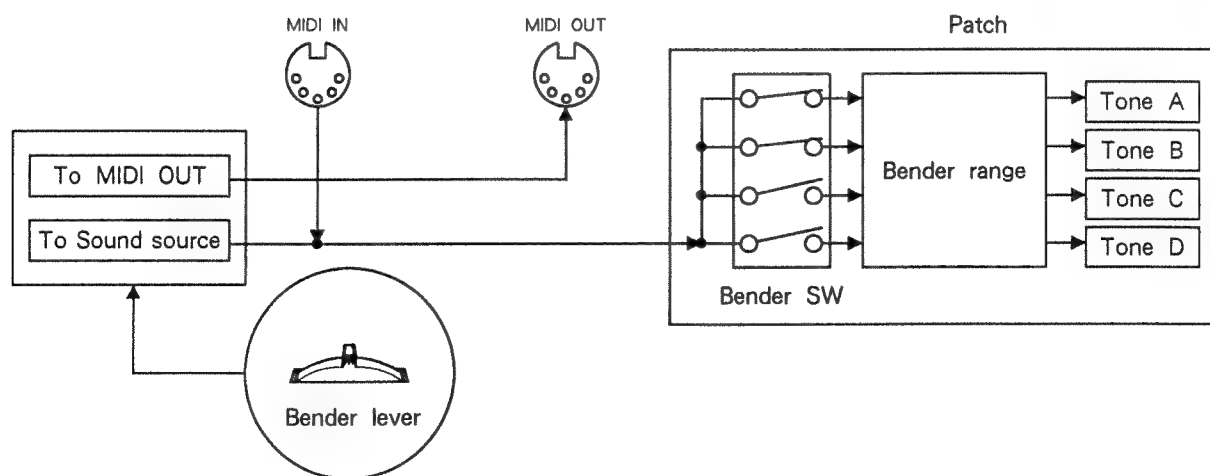 MIDI IN
MIDI OUT
Patch
To MIDI OUT
To Sound source
Bender lever
Bender SW
Bender range
Tone A
Tone B
Tone C
Tone D